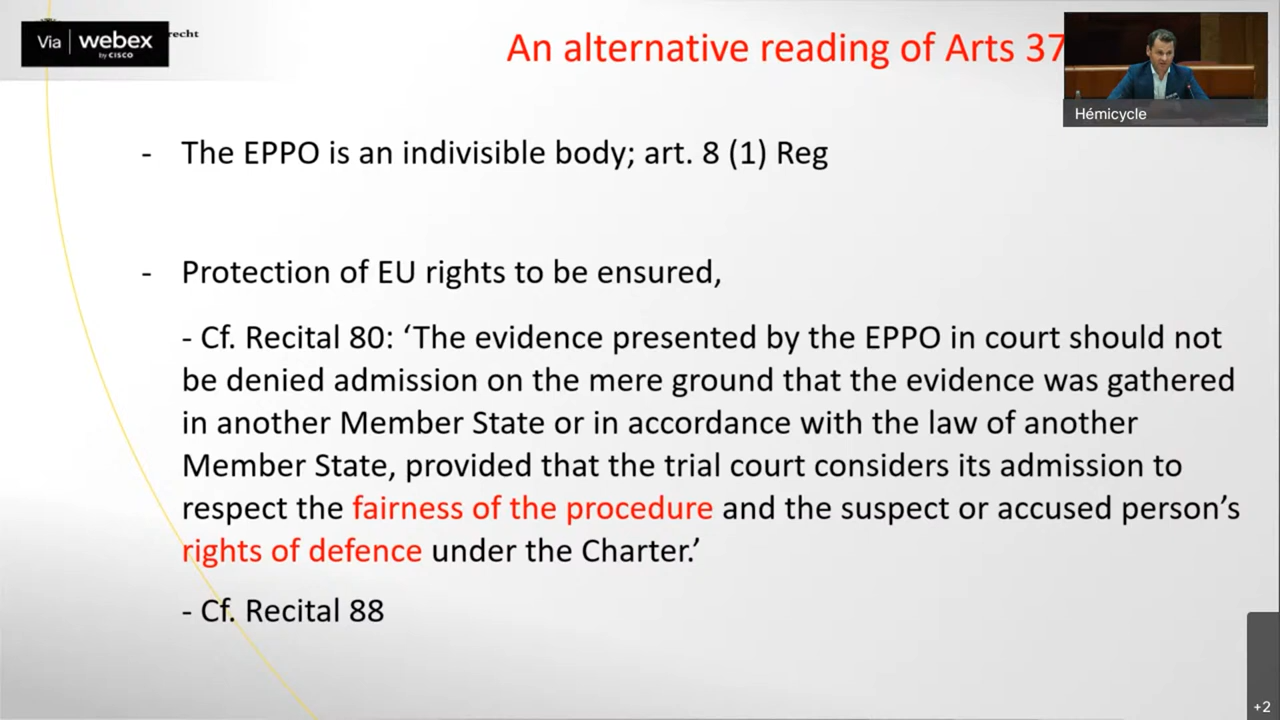 Via webex
by CISCO
recht
An alternative reading of Arts 37
Hémicycle
- The EPPO is an indivisible body; art. 8 (1) Reg
- Protection of EU rights to be ensured,
- Cf. Recital 80: ‘The evidence presented by the EPPO in court should not
be denied admission on the mere ground that the evidence was gathered
in another Member State or in accordance with the law of another
Member State, provided that the trial court considers its admission to
respect the fairness of the procedure and the suspect or accused person’s
rights of defence under the Charter.’
- Cf. Recital 88
+2